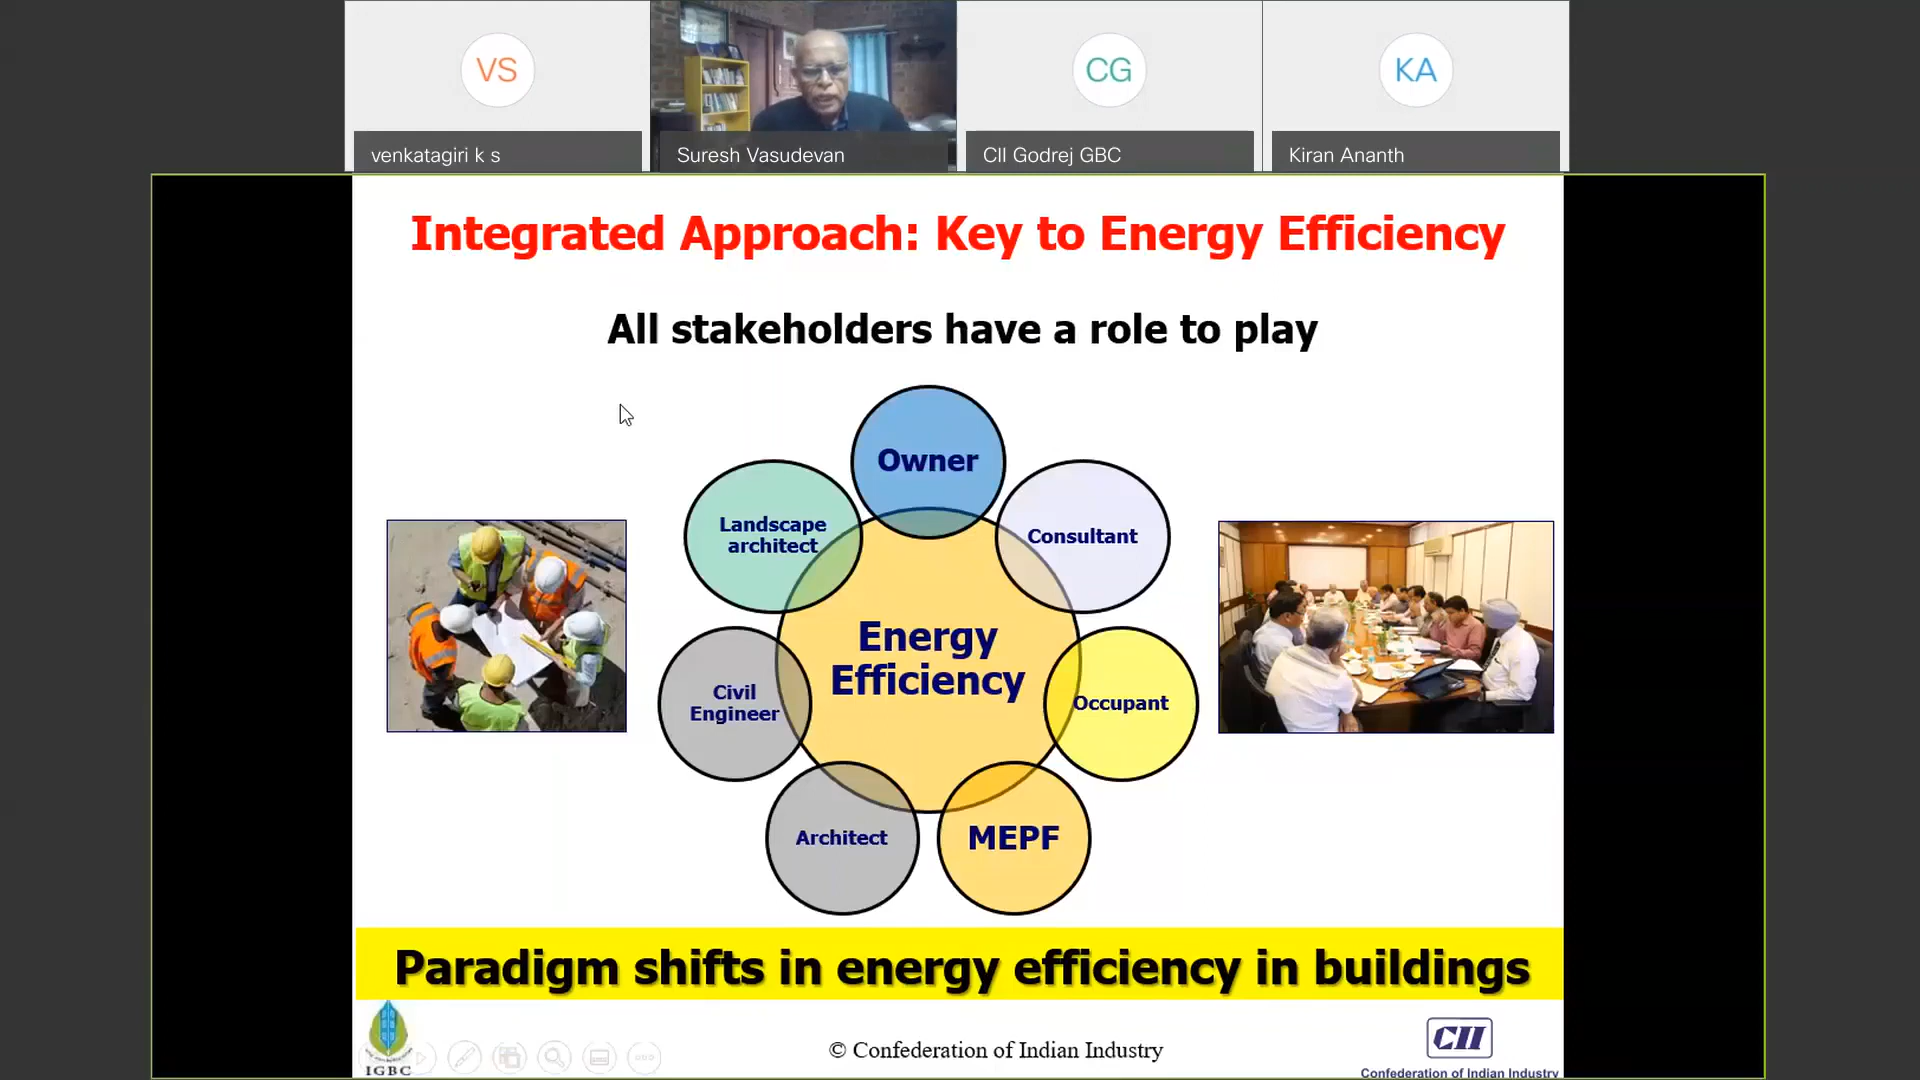 VS
CG
KA
venkatagiri k s
Suresh Vasudevan
CII Godrej GBC
Kiran Ananth
Integrated Approach: Key to Energy Efficiency
All stakeholders have a role to play
Owner
Landscape
architect
Consultant
Energy
Efficiency
Civil
Engineer
Occupant
Architect
MEPF
Paradigm shifts in energy efficiency in buildings
IGBC
© Confederation of Indian Industry
CII
Confederation of Indian Industry